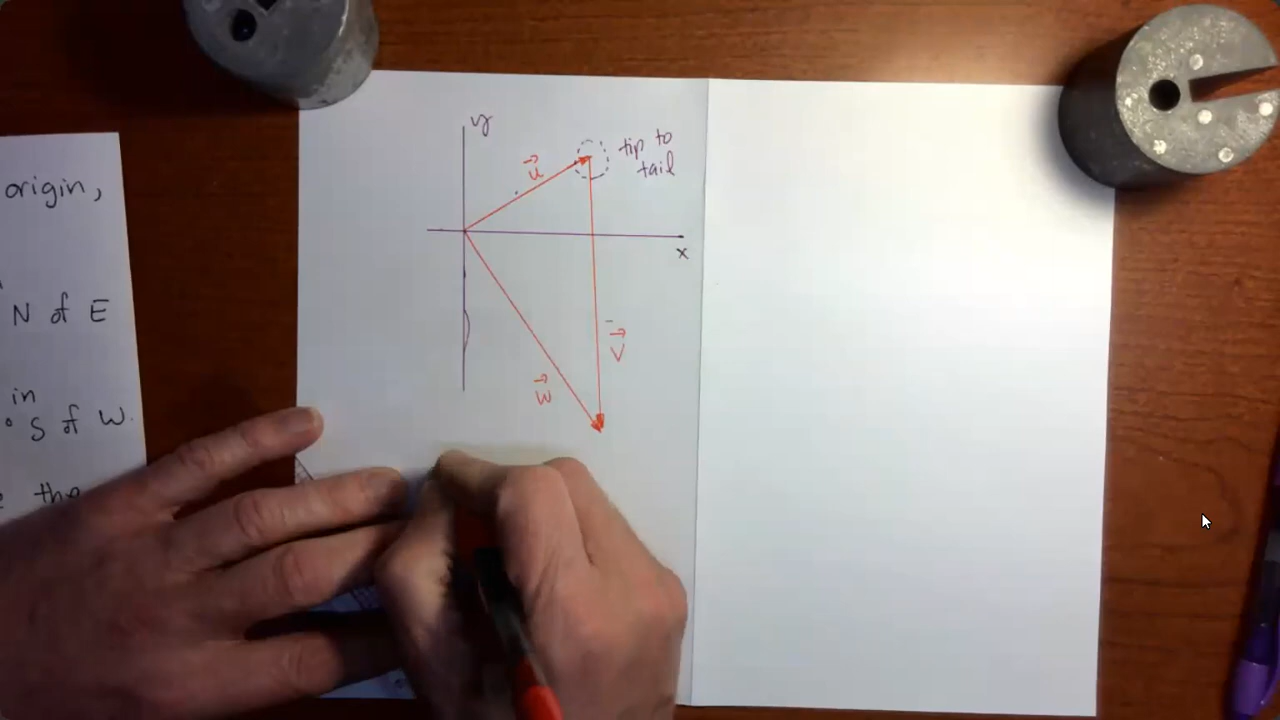 origin,
N of E
in
° S of W.
the
y
u⃗
tip to
tail
x
v⃗
w⃗